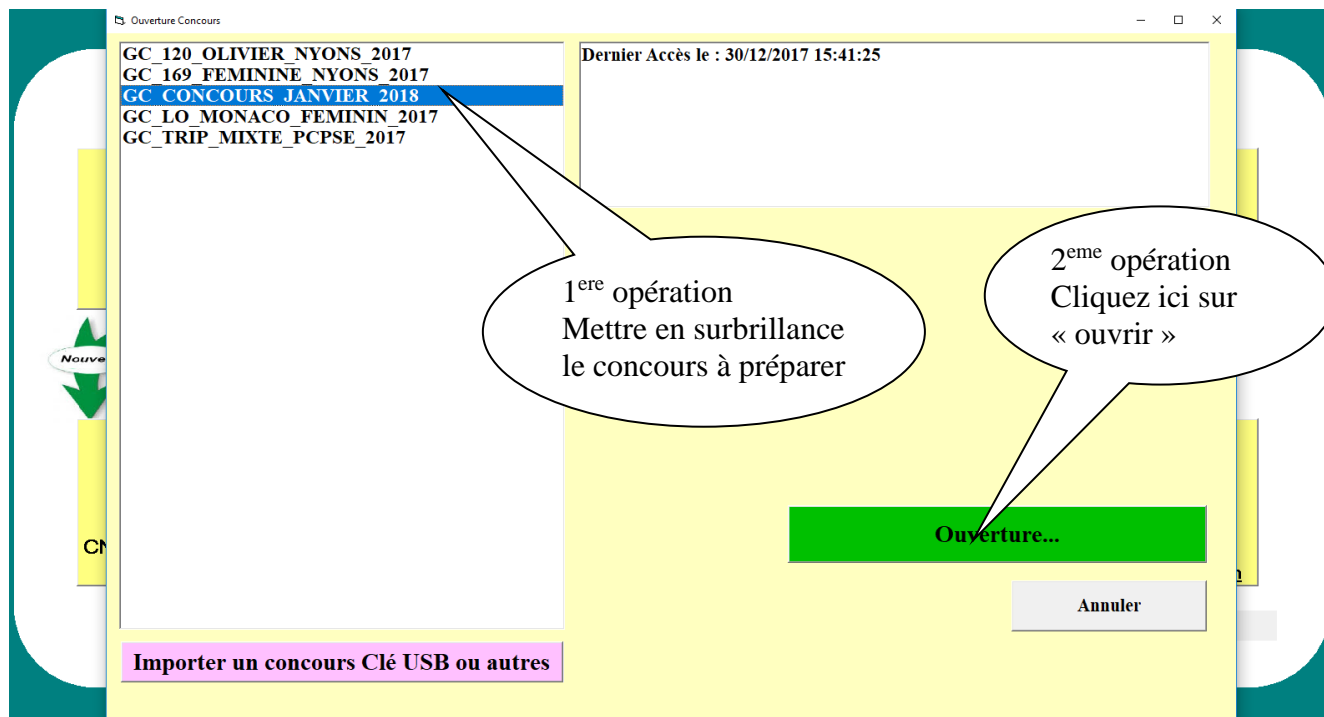 Ouverture Concours
GC_120_OLIVIER_NYONS_2017
GC_169_FEMININE_NYONS_2017
GC_CONCOURS_JANVIER_2018
GC_LO_MONACO_FEMININ_2017
GC_TRIP_MIXTE_PCPSE_2017
Dernier Accès le : 30/12/2017 15:41:25
1ere opération
Mettre en surbrillance
le concours à préparer
2eme opération
Cliquez ici sur
« ouvrir »
Nouve
CN
Ouverture...
Annuler
Importer un concours Clé USB ou autres